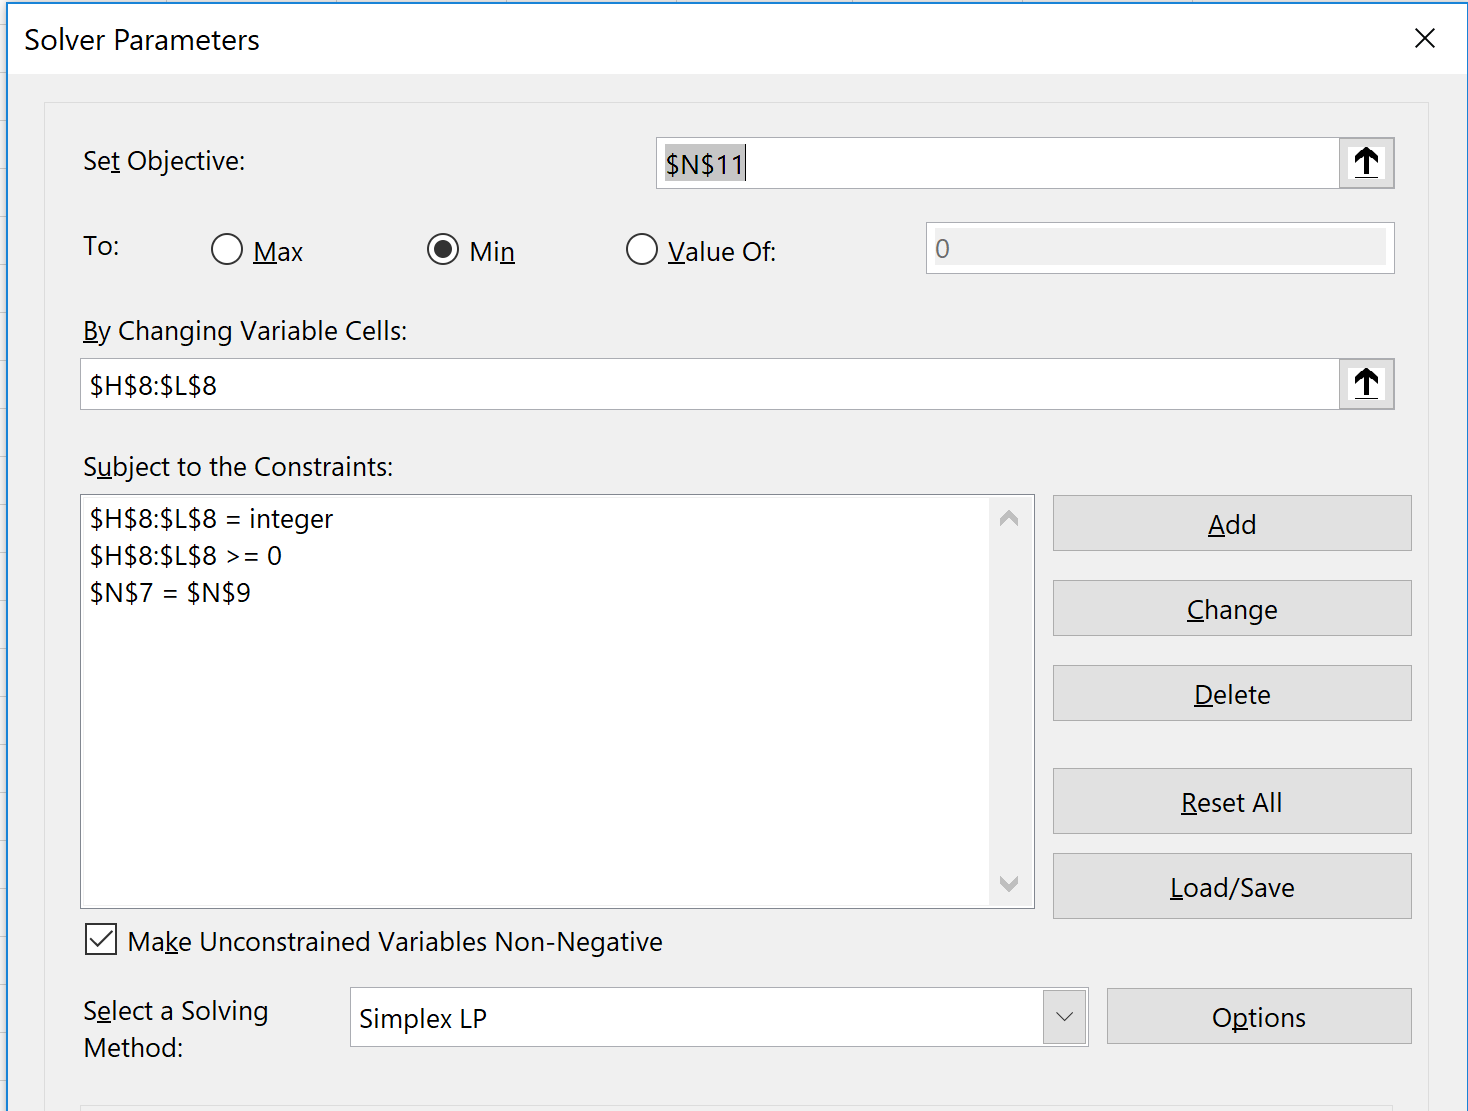 Solver Parameters
Set Objective:
$N$11
To:
Max
Min
Value Of:
0
By Changing Variable Cells:
$H$8:$L$8
Subject to the Constraints:
$H$8:$L$8 = integer
$H$8:$L$8 >= 0
$N$7 = $N$9
Add
Change
Delete
Reset All
Load/Save
Make Unconstrained Variables Non-Negative
Select a Solving
Method:
Simplex LP
Options